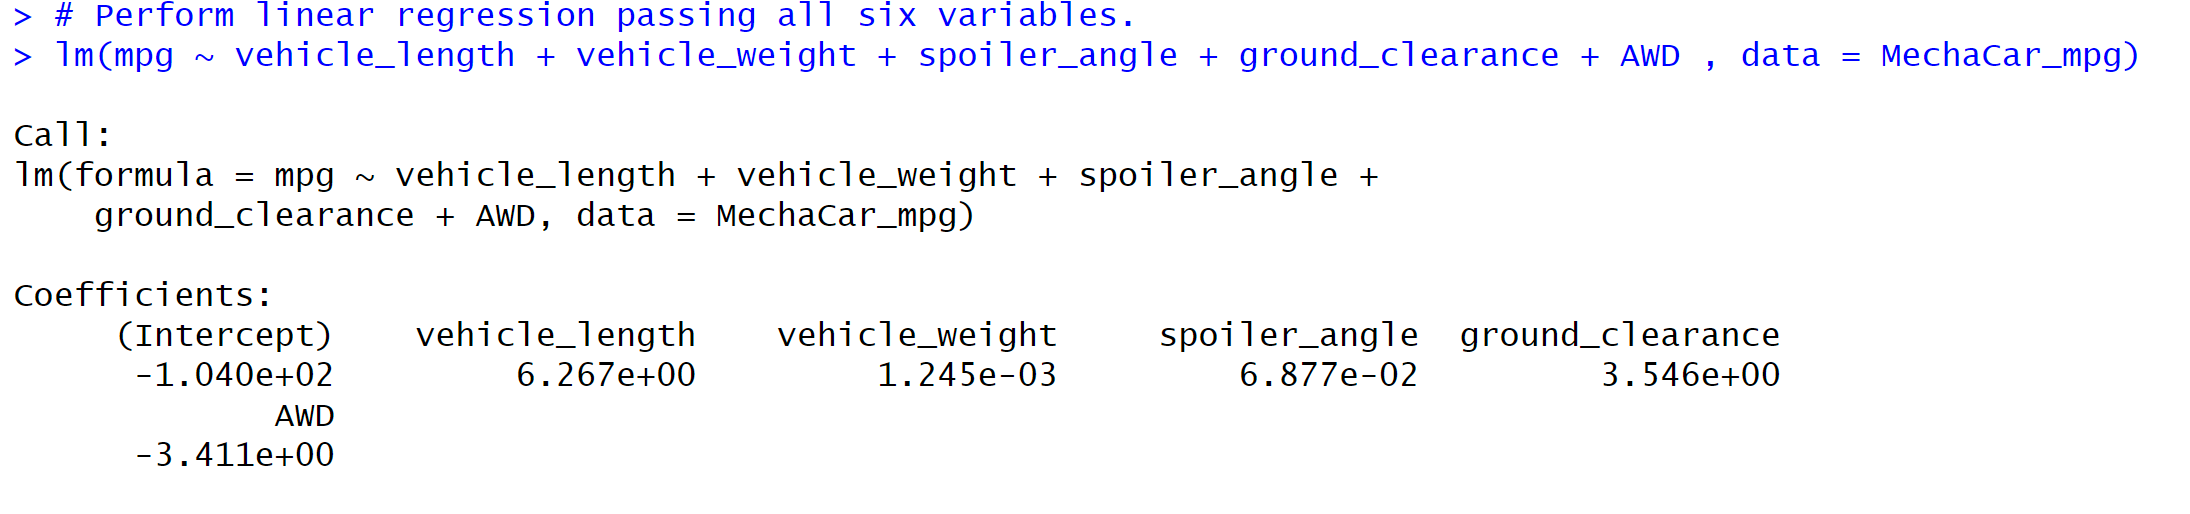 > # Perform linear regression passing all six variables.
> lm(mpg ~ vehicle_length + vehicle_weight + spoiler_angle + ground_clearance + AWD , data = MechaCar_mpg)
Call:
lm(formula = mpg ~ vehicle_length + vehicle_weight + spoiler_angle +
    ground_clearance + AWD, data = MechaCar_mpg)
Coefficients:
     (Intercept)    vehicle_length    vehicle_weight     spoiler_angle  ground_clearance
      -1.040e+02         6.267e+00         1.245e-03         6.877e-02         3.546e+00
             AWD
      -3.411e+00